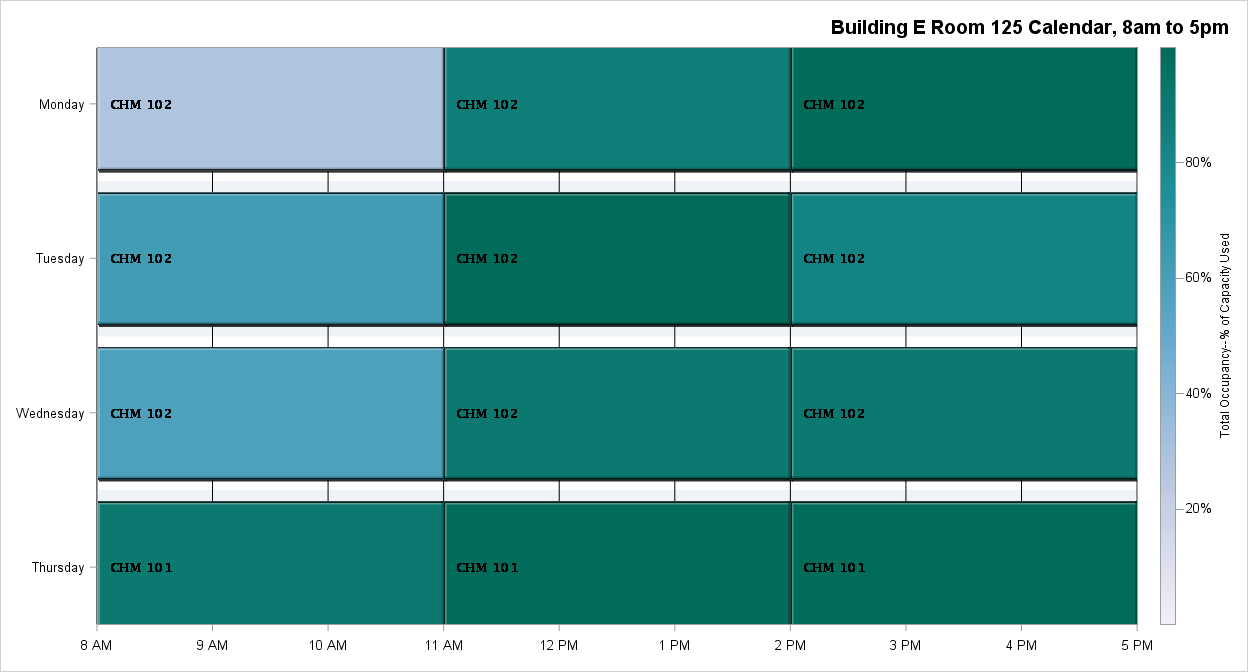 Building E Room 125 Calendar, 8am to 5pm
Monday
CHM 102
CHM 102
CHM 102
Tuesday
CHM 102
CHM 102
CHM 102
Wednesday
CHM 102
CHM 102
CHM 102
Thursday
CHM 101
CHM 101
CHM 101
8 AM
9 AM
10 AM
11 AM
12 PM
1 PM
2 PM
3 PM
4 PM
5 PM
80%
60%
40%
20%
Total Occupancy--% of Capacity Used